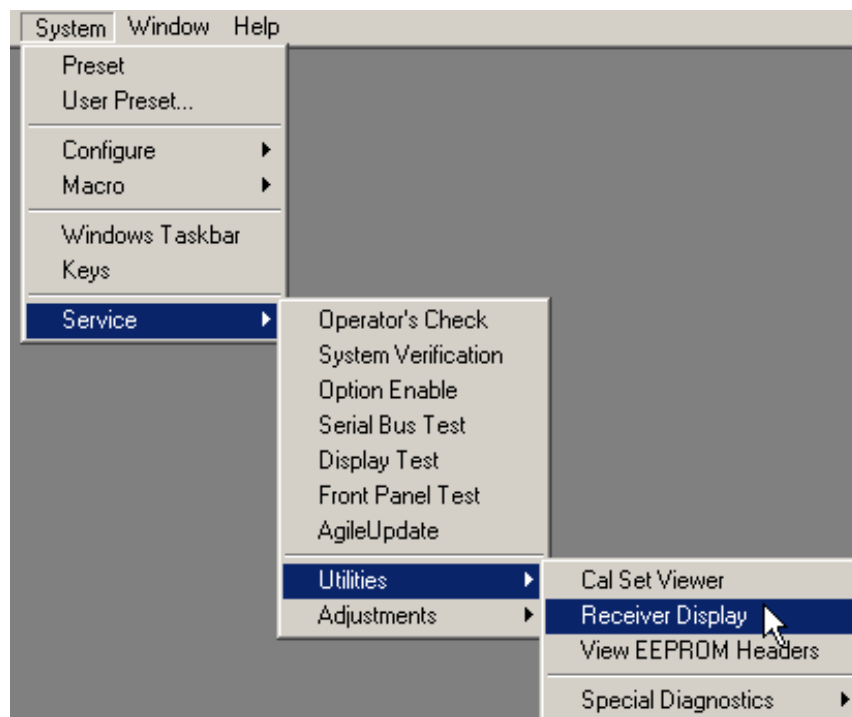 System Window Help
Preset
User Preset...
Configure
Macro
Windows Taskbar
Keys
Service
Operator's Check
System Verification
Option Enable
Serial Bus Test
Display Test
Front Panel Test
AgileUpdate
Utilities
Adjustments
Cal Set Viewer
Receiver Display
View EEPROM Headers
Special Diagnostics